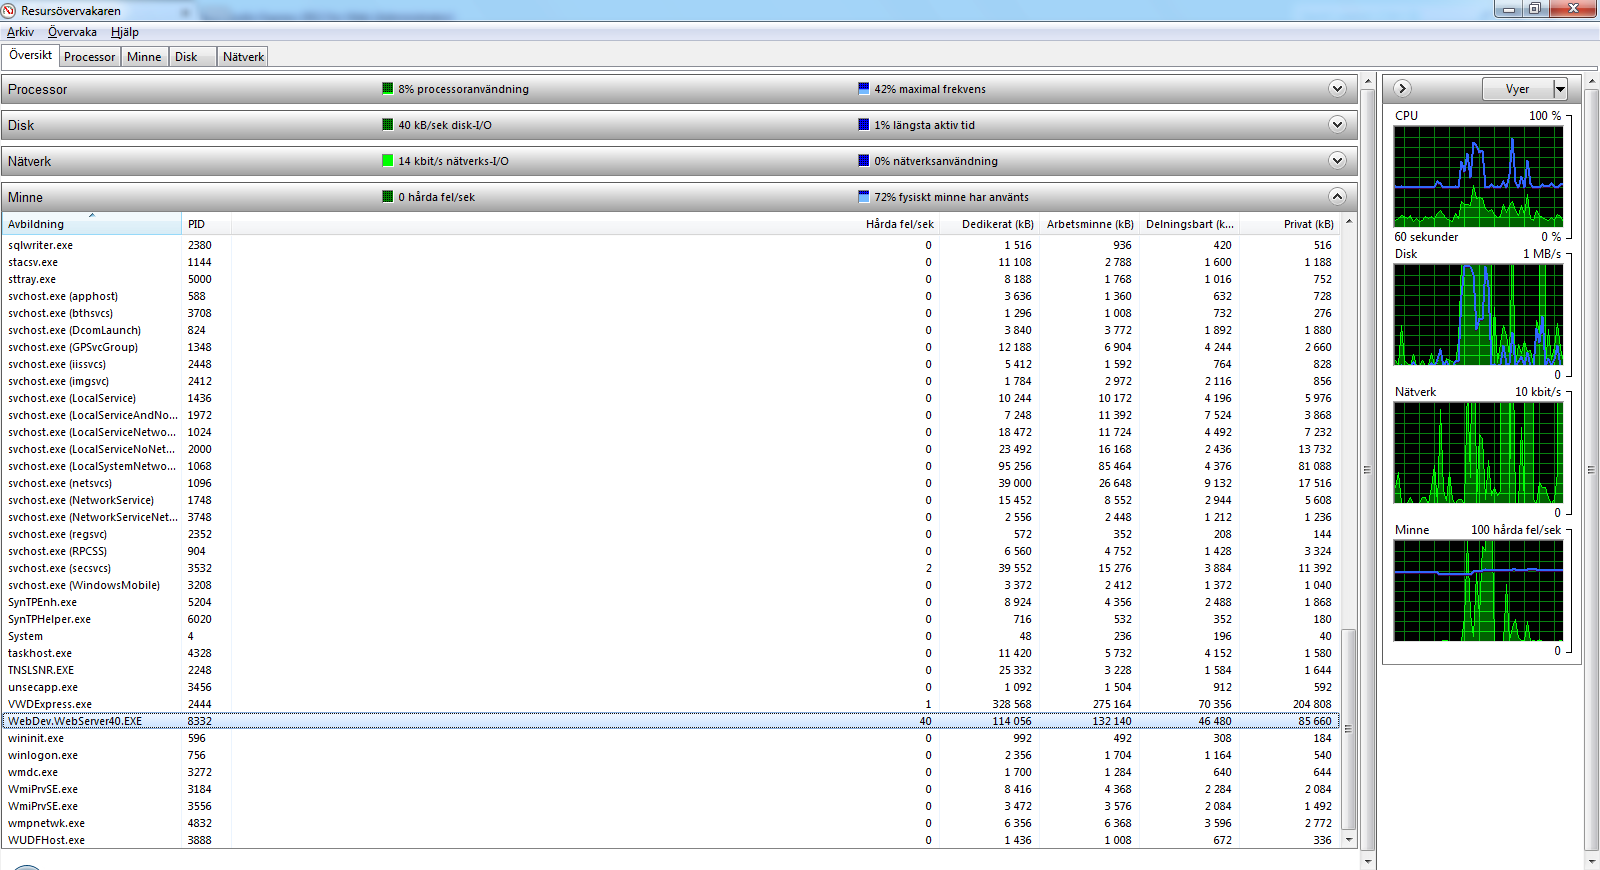 Resursövervakaren
Arkiv Övervaka Hjälp
Översikt Processor Minne Disk Nätverk
Processor 8% processoranvändning 42% maximal frekvens
Disk 40 kB/sek disk-I/O 1% längsta aktiv tid
Nätverk 14 kbit/s nätverks-I/O 0% nätverksanvändning
Minne 0 hårda fel/sek 72% fysiskt minne har använts
Avbildning PID Hårda fel/sek Dedikerat (kB) Arbetsminne (kB) Delningsbart (k... Privat (kB)
sqlwriter.exe 2380 0 1 516 936 420 516
stacsv.exe 1144 0 11 108 2 788 1 600 1 188
sttray.exe 5000 0 8 188 1 768 1 016 752
svchost.exe (apphost) 588 0 3 636 1 360 632 728
svchost.exe (bthsvcs) 3708 0 1 296 1 008 732 276
svchost.exe (DcomLaunch) 824 0 3 840 3 772 1 892 1 880
svchost.exe (GPSvcGroup) 1348 0 12 188 6 904 4 244 2 660
svchost.exe (iissvcs) 2448 0 5 412 1 592 764 828
svchost.exe (imgsvc) 2412 0 1 784 2 972 2 116 856
svchost.exe (LocalService) 1436 0 10 244 10 172 4 196 5 976
svchost.exe (LocalServiceAndNo... 1972 0 7 248 11 392 7 524 3 868
svchost.exe (LocalServiceNetwo... 1024 0 18 472 11 724 4 492 7 232
svchost.exe (LocalServiceNoNet... 2000 0 23 492 16 168 2 436 13 732
svchost.exe (LocalSystemNetwo... 1068 0 95 256 85 464 4 376 81 088
svchost.exe (netsvcs) 1096 0 39 000 26 648 9 132 17 516
svchost.exe (NetworkService) 1748 0 15 452 8 552 2 944 5 608
svchost.exe (NetworkServiceNet... 3748 0 2 556 2 448 1 212 1 236
svchost.exe (regsvc) 2352 0 572 352 208 144
svchost.exe (RPCSS) 904 0 6 560 4 752 1 428 3 324
svchost.exe (secsvcs) 3532 2 39 552 15 276 3 884 11 392
svchost.exe (WindowsMobile) 3208 0 3 372 2 412 1 372 1 040
SynTPEnh.exe 5204 0 8 924 4 356 2 488 1 868
SynTPHelper.exe 6020 0 716 532 352 180
System 4 0 48 236 196 40
taskhost.exe 4328 0 11 420 5 732 4 152 1 580
TNSLSNR.EXE 2248 0 25 332 3 228 1 584 1 644
unsecapp.exe 3456 0 1 092 1 504 912 592
VWDExpress.exe 2444 1 328 568 275 164 70 356 204 808
WebDev.WebServer40.EXE 8332 40 114 056 132 140 46 480 85 660
wininit.exe 596 0 992 492 308 184
winlogon.exe 756 0 2 356 1 704 1 164 540
wmdc.exe 3272 0 1 700 1 284 640 644
WmiPrvSE.exe 3184 0 8 416 4 368 2 284 2 084
WmiPrvSE.exe 3556 0 3 472 3 576 2 084 1 492
wmpnetwk.exe 4832 0 6 356 6 368 3 596 2 772
WUDFHost.exe 3888 0 1 436 1 008 672 336
Vyer
CPU 100 %
60 sekunder 0 %
Disk 1 MB/s
0
Nätverk 10 kbit/s
0
Minne 100 hårda fel/sek
0